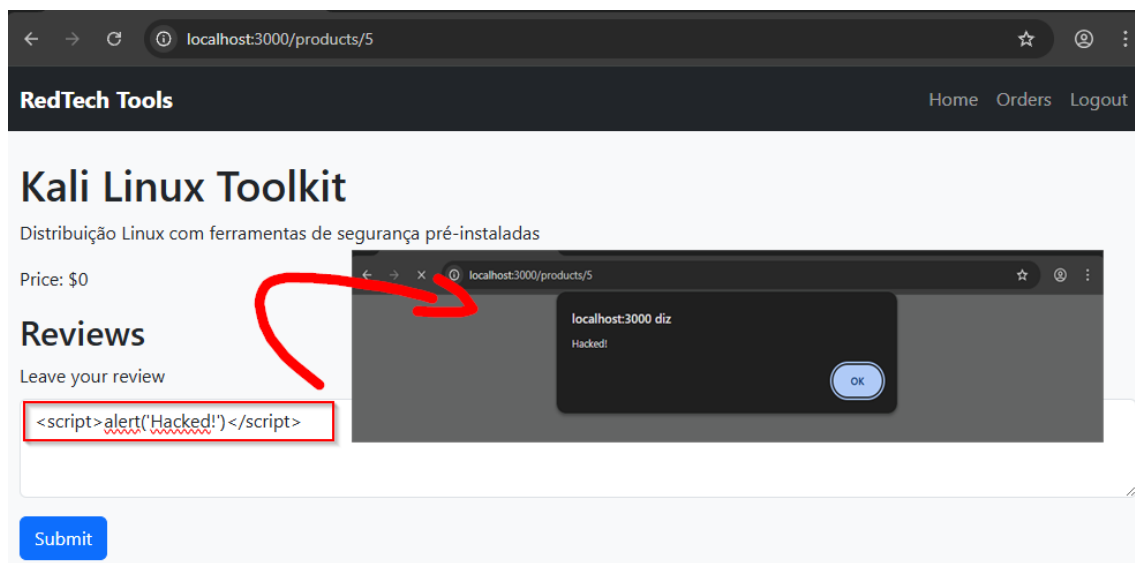 localhost:3000/products/5
RedTech Tools
Home Orders Logout
Kali Linux Toolkit
Distribuição Linux com ferramentas de segurança pré-instaladas
Price: $0
localhost:3000/products/5
localhost:3000 diz
Hacked!
OK
Reviews
Leave your review
<script>alert('Hacked!')</script>
Submit